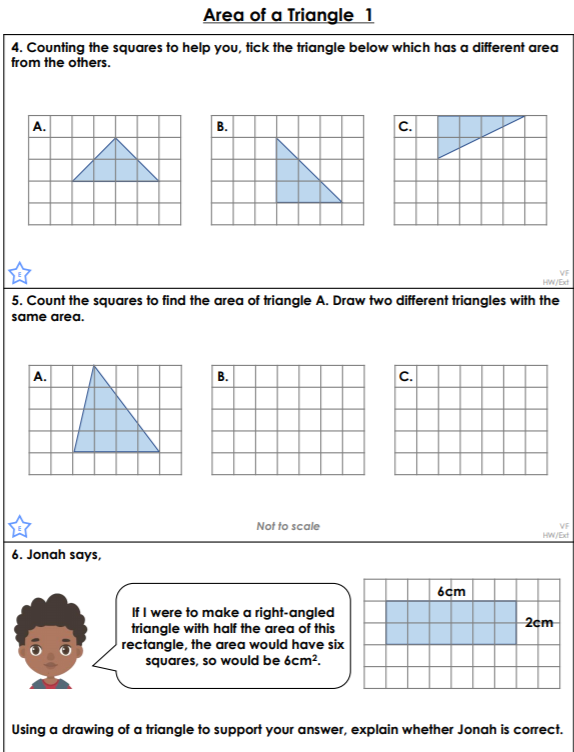 Area of a Triangle 1
4. Counting the squares to help you, tick the triangle below which has a different area
from the others.
A.
B.
C.
E
VF
HW/Ext
5. Count the squares to find the area of triangle A. Draw two different triangles with the
same area.
A.
B.
C.
E
Not to scale
VF
HW/Ext
6. Jonah says,
If I were to make a right-angled
triangle with half the area of this
rectangle, the area would have six
squares, so would be 6cm².
6cm
2cm
Using a drawing of a triangle to support your answer, explain whether Jonah is correct.